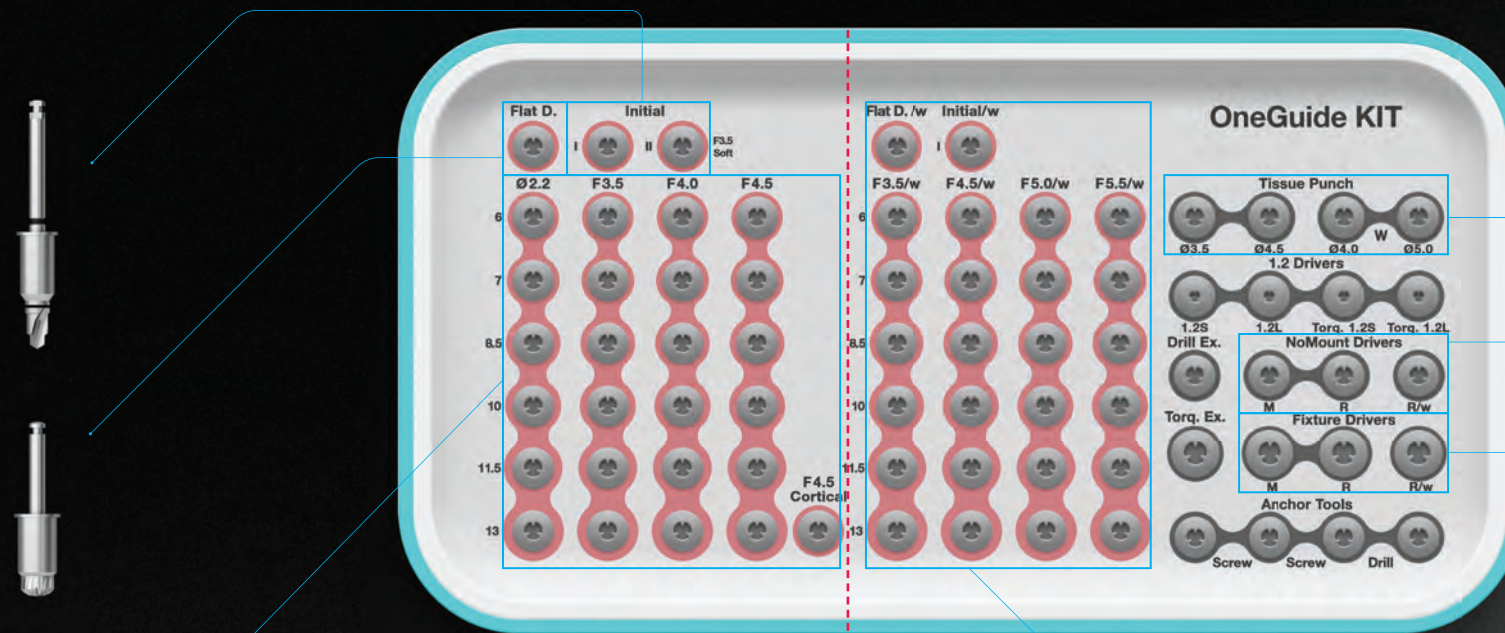 Flat D. Initial
I II F3.5
Soft
Ø2.2 F3.5 F4.0 F4.5
6
7
8.5
10
11.5
13
F4.5
Cortical
Flat D. /w Initial/w
I
F3.5/w F4.5/w F5.0/w F5.5/w
6
7
8.5
10
11.5
13
OneGuide KIT
Tissue Punch
W
Ø3.5 Ø4.5 Ø4.0 Ø5.0
1.2 Drivers
1.2S 1.2L Torq. 1.2S Torq. 1.2L
Drill Ex. NoMount Drivers
M R R/w
Torq. Ex. Fixture Drivers
M R R/w
Anchor Tools
Screw Screw Drill